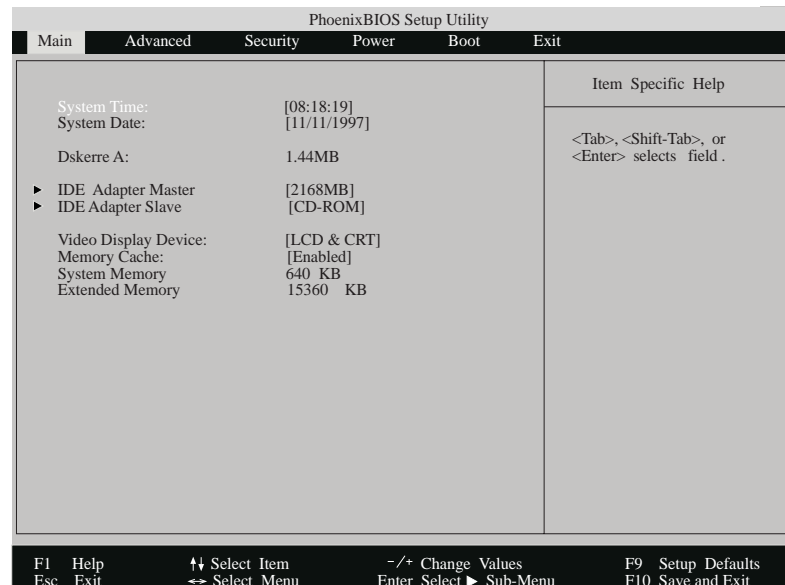 PhoenixBIOS Setup Utility
Main Advanced Security Power Boot Exit
Item Specific Help
System Time: [08:18:19]
System Date: [11/11/1997]
<Tab>, <Shift-Tab>, or
<Enter> selects field .
Dskerre A: 1.44MB
IDE Adapter Master [2168MB]
IDE Adapter Slave [CD-ROM]
Video Display Device: [LCD & CRT]
Memory Cache: [Enabled]
System Memory 640 KB
Extended Memory 15360 KB
F1 Help Select Item -/+ Change Values F9 Setup Defaults
Esc Exit Select Menu Enter Select ▶ Sub-Menu F10 Save and Exit